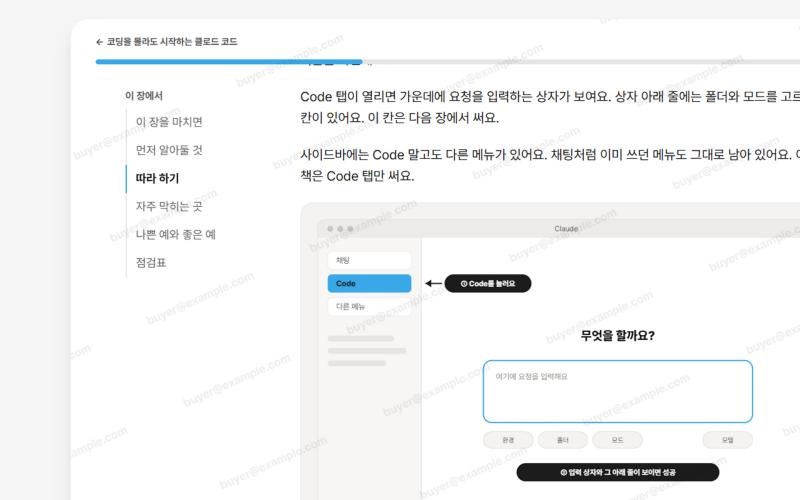 ← 코딩을 몰라도 시작하는 클로드 코드
이 장에서
이 장을 마치면
먼저 알아둘 것
따라 하기
자주 막히는 곳
나쁜 예와 좋은 예
점검표
Code 탭이 열리면 가운데에 요청을 입력하는 상자가 보여요. 상자 아래 줄에는 폴더와 모드를 고르
칸이 있어요. 이 칸은 다음 장에서 써요.
사이드바에는 Code 말고도 다른 메뉴가 있어요. 채팅처럼 이미 쓰던 메뉴도 그대로 남아 있어요.
책은 Code 탭만 써요.
Claude
채팅
Code
① Code를 눌러요
다른 메뉴
무엇을 할까요?
여기에 요청을 입력해요
환경
폴더
모드
모델
② 입력 상자와 그 아래 줄이 보이면 성공
buyer@example.com